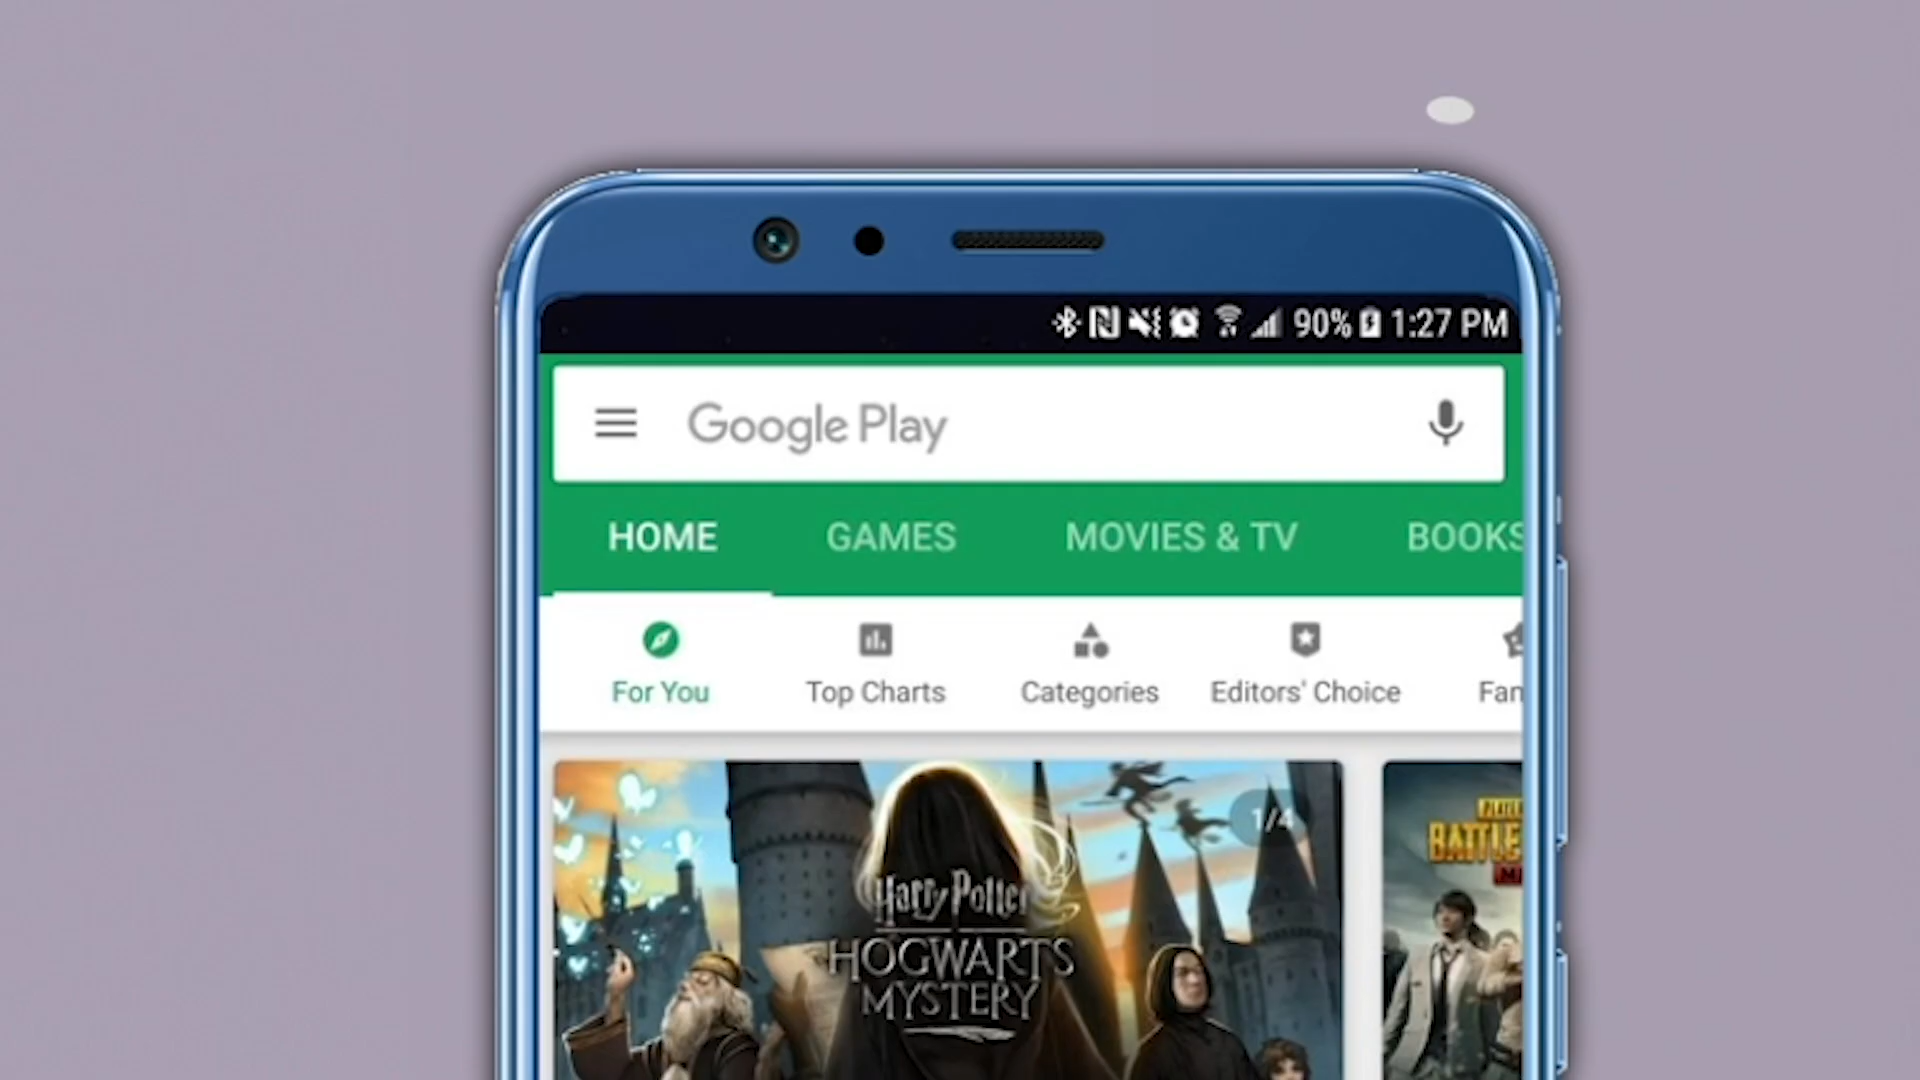 90% 1:27 PM
Google Play
HOME GAMES MOVIES & TV BOOKS
For You Top Charts Categories Editors' Choice
1/4
Harry Potter
HOGWARTS
MYSTERY